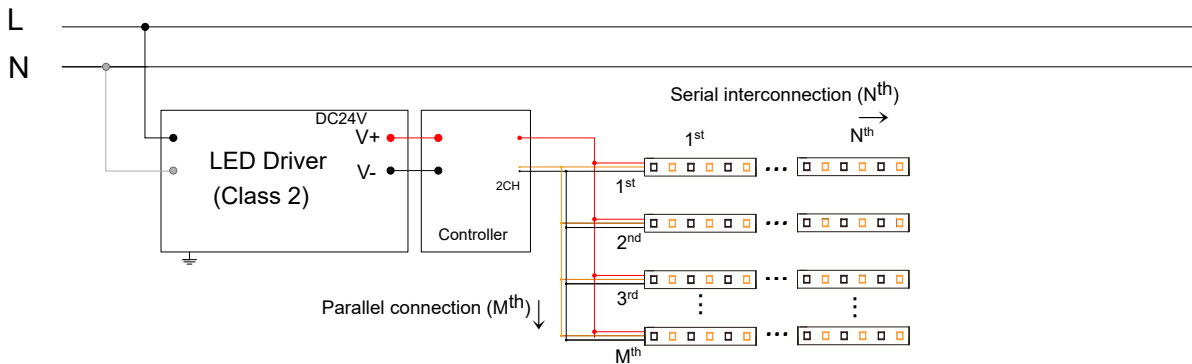 L
N
Serial interconnection (Nth)
1st
Nth
DC24V
V+
LED Driver
V-
(Class 2)
2CH
Controller
1st
2nd
3rd
Parallel connection (Mth)
Mth